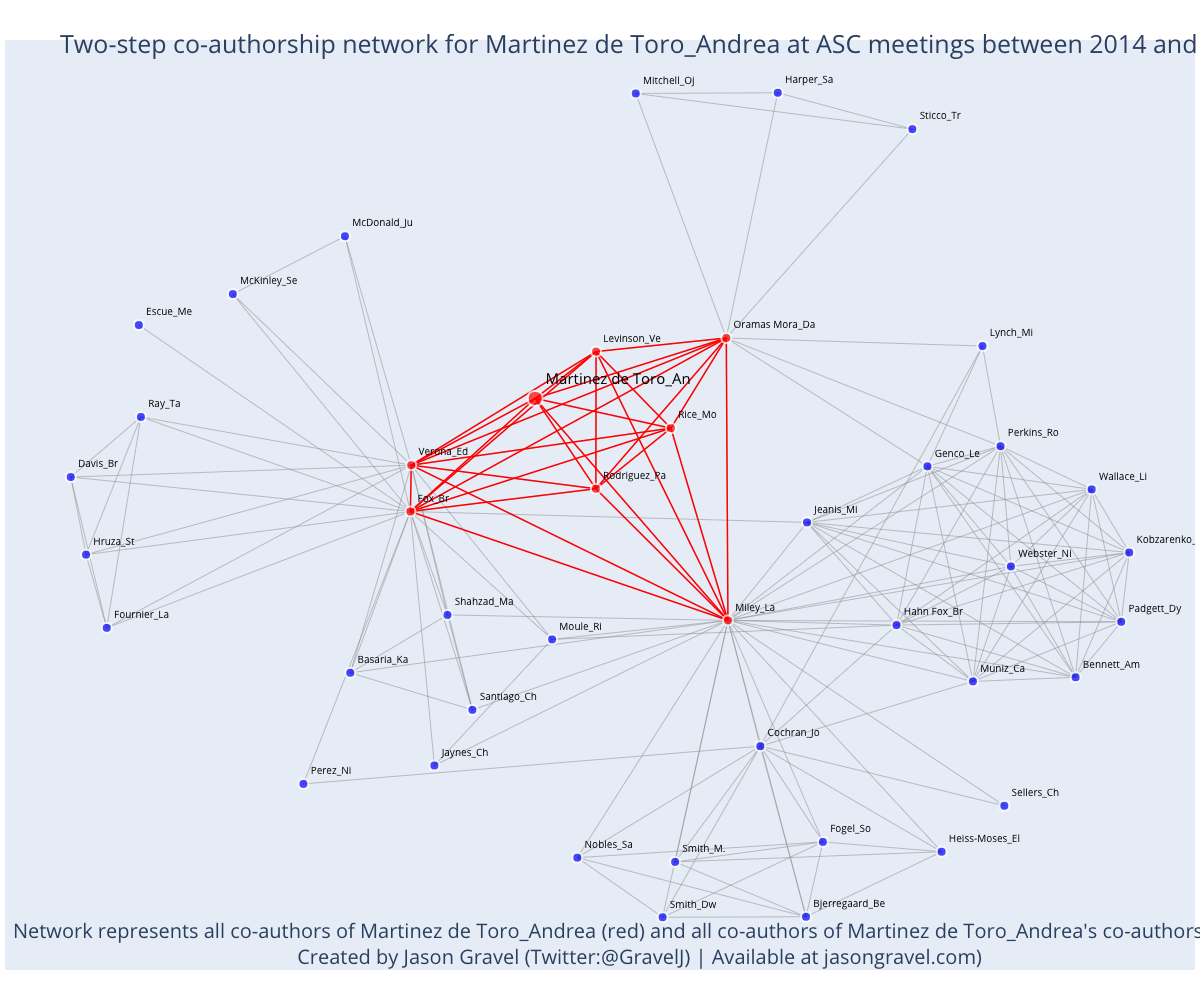 Two-step co-authorship network for Martinez de Toro_Andrea at ASC meetings between 2014 and
Mitchell_Oj
Harper_Sa
Sticco_Tr
McDonald_Ju
McKinley_Se
Escue_Me
Oramas Mora_Da
Lynch_Mi
Levinson_Ve
Martinez de Toro_An
Ray_Ta
Rice_Mo
Perkins_Ro
Verona_Ed
Genco_Le
Davis_Br
Rodriguez_Pa
Wallace_Li
Fox_Br
Jeanis_Mi
Hruza_St
Kobzarenko_
Webster_Ni
Shahzad_Ma
Miley_La
Hahn Fox_Br
Padgett_Dy
Fournier_La
Moule_Ri
Basaria_Ka
Muniz_Ca
Bennett_Am
Santiago_Ch
Cochran_Jo
Jaynes_Ch
Perez_Ni
Sellers_Ch
Fogel_So
Heiss-Moses_El
Nobles_Sa
Smith_M.
Smith_Dw
Bjerregaard_Be
Network represents all co-authors of Martinez de Toro_Andrea (red) and all co-authors of Martinez de Toro_Andrea's co-authors
Created by Jason Gravel (Twitter:@GravelJ) | Available at jasongravel.com)